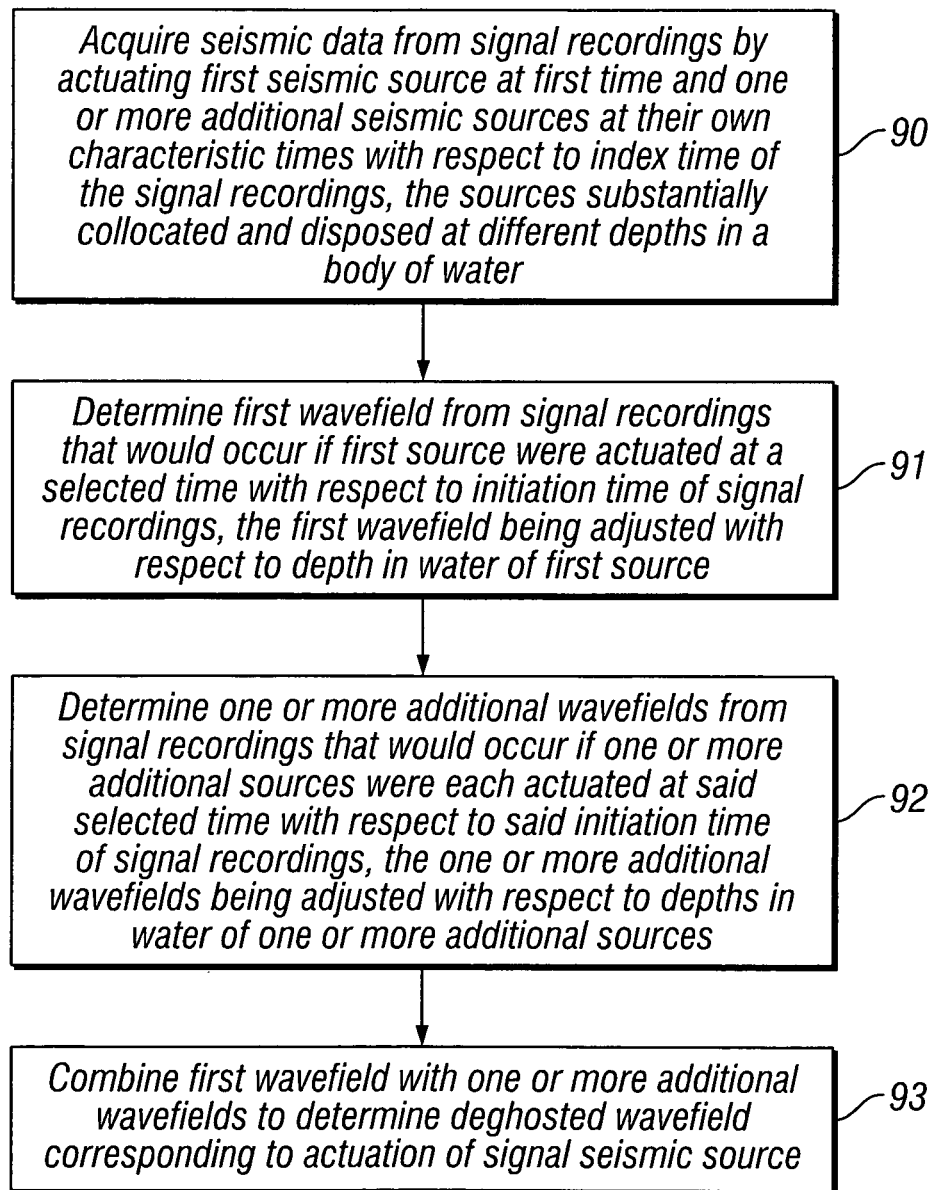 Acquire seismic data from signal recordings by
actuating first seismic source at first time and one
or more additional seismic sources at their own
characteristic times with respect to index time of
the signal recordings, the sources substantially
collocated and disposed at different depths in a
body of water
90
Determine first wavefield from signal recordings
that would occur if first source were actuated at a
selected time with respect to initiation time of signal
recordings, the first wavefield being adjusted with
respect to depth in water of first source
91
Determine one or more additional wavefields from
signal recordings that would occur if one or more
additional sources were each actuated at said
selected time with respect to said initiation time
of signal recordings, the one or more additional
wavefields being adjusted with respect to depths in
water of one or more additional sources
92
Combine first wavefield with one or more additional
wavefields to determine deghosted wavefield
corresponding to actuation of signal seismic source
93